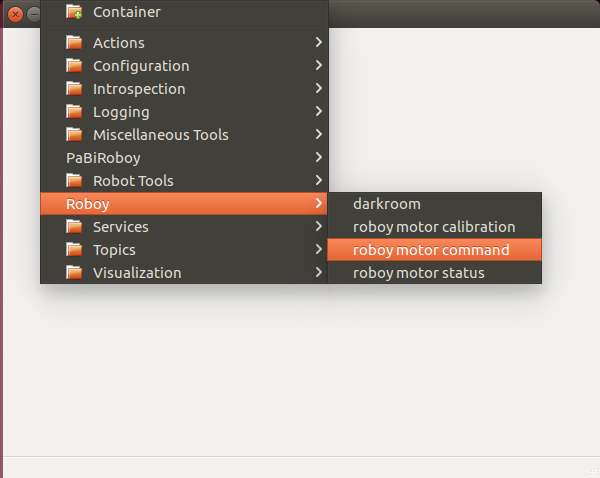 Container
Actions
Configuration
Introspection
Logging
Miscellaneous Tools
PaBiRoboy
Robot Tools
Roboy
darkroom
Services
roboy motor calibration
Topics
roboy motor command
Visualization
roboy motor status